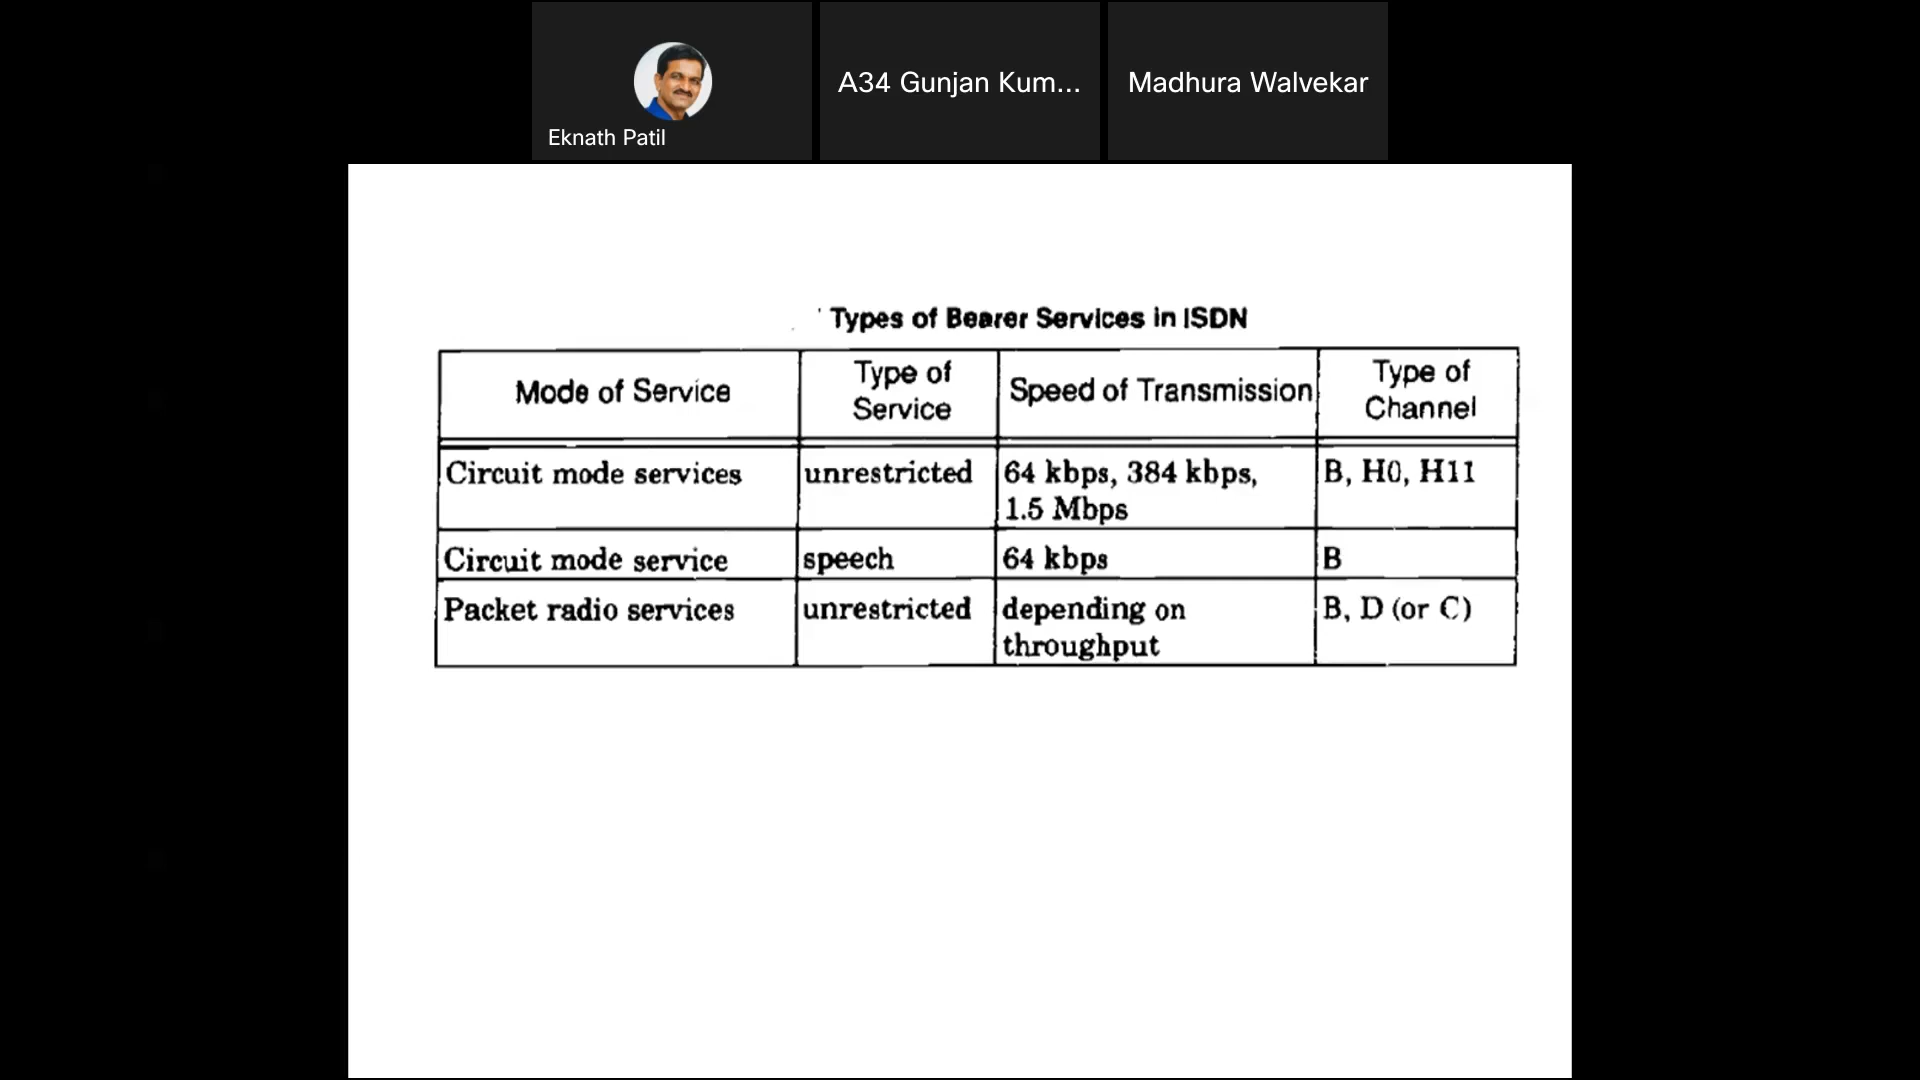 Eknath Patil
A34 Gunjan Kum...
Madhura Walvekar
Types of Bearer Services in ISDN
Mode of Service
Type of
Service
Speed of Transmission
Type of
Channel
Circuit mode services
unrestricted
64 kbps, 384 kbps,
1.5 Mbps
B, H0, H11
Circuit mode service
speech
64 kbps
B
Packet radio services
unrestricted
depending on
throughput
B, D (or C)